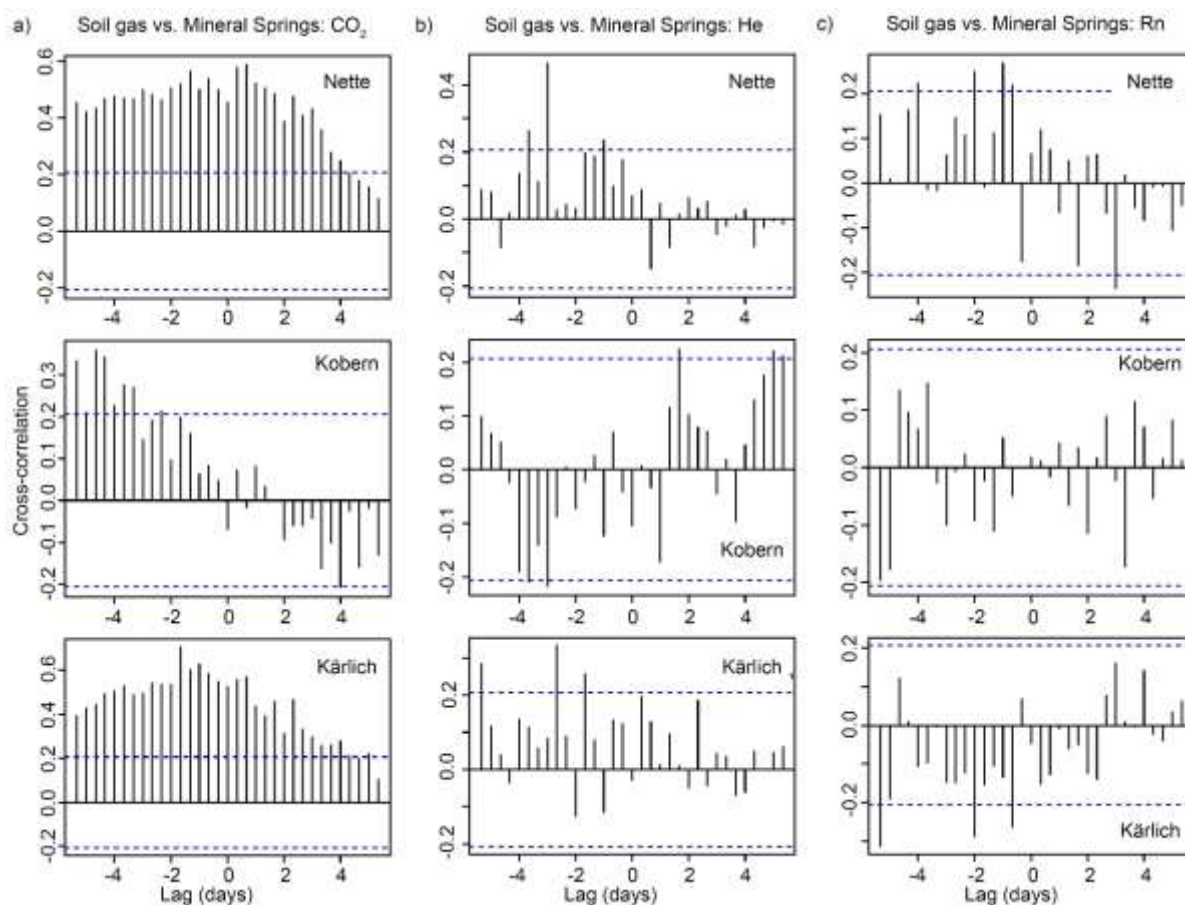 a) Soil gas vs. Mineral Springs: CO₂
b) Soil gas vs. Mineral Springs: He
c) Soil gas vs. Mineral Springs: Rn
Nette
0.6
0.4
0.2
0.0
-0.2
-4 -2 0 2 4
Nette
0.4
0.2
0.0
-0.2
-4 -2 0 2 4
Nette
0.2
0.1
0.0
-0.1
-0.2
-4 -2 0 2 4
Cross-correlation
Kobern
0.3
0.2
0.1
0.0
-0.1
-0.2
-4 -2 0 2 4
Kobern
0.2
0.1
0.0
-0.1
-0.2
-4 -2 0 2 4
Kobern
0.2
0.1
0.0
-0.1
-0.2
-4 -2 0 2 4
Kärlich
0.6
0.4
0.2
0.0
-0.2
-4 -2 0 2 4
Lag (days)
Kärlich
0.2
0.0
-0.2
-4 -2 0 2 4
Lag (days)
Kärlich
0.2
0.0
-0.2
-4 -2 0 2 4
Lag (days)